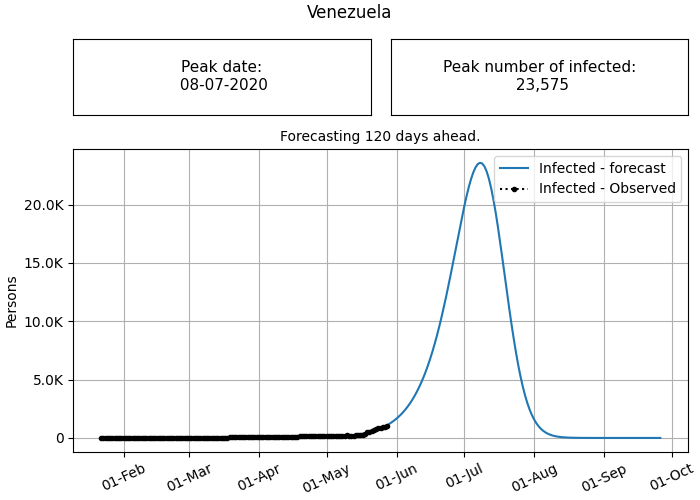 Venezuela
Peak date:
08-07-2020
Peak number of infected:
23,575
Forecasting 120 days ahead.
Infected - forecast
Infected - Observed
Persons
20.0K
15.0K
10.0K
5.0K
0
01-Feb
01-Mar
01-Apr
01-May
01-Jun
01-Jul
01-Aug
01-Sep
01-Oct